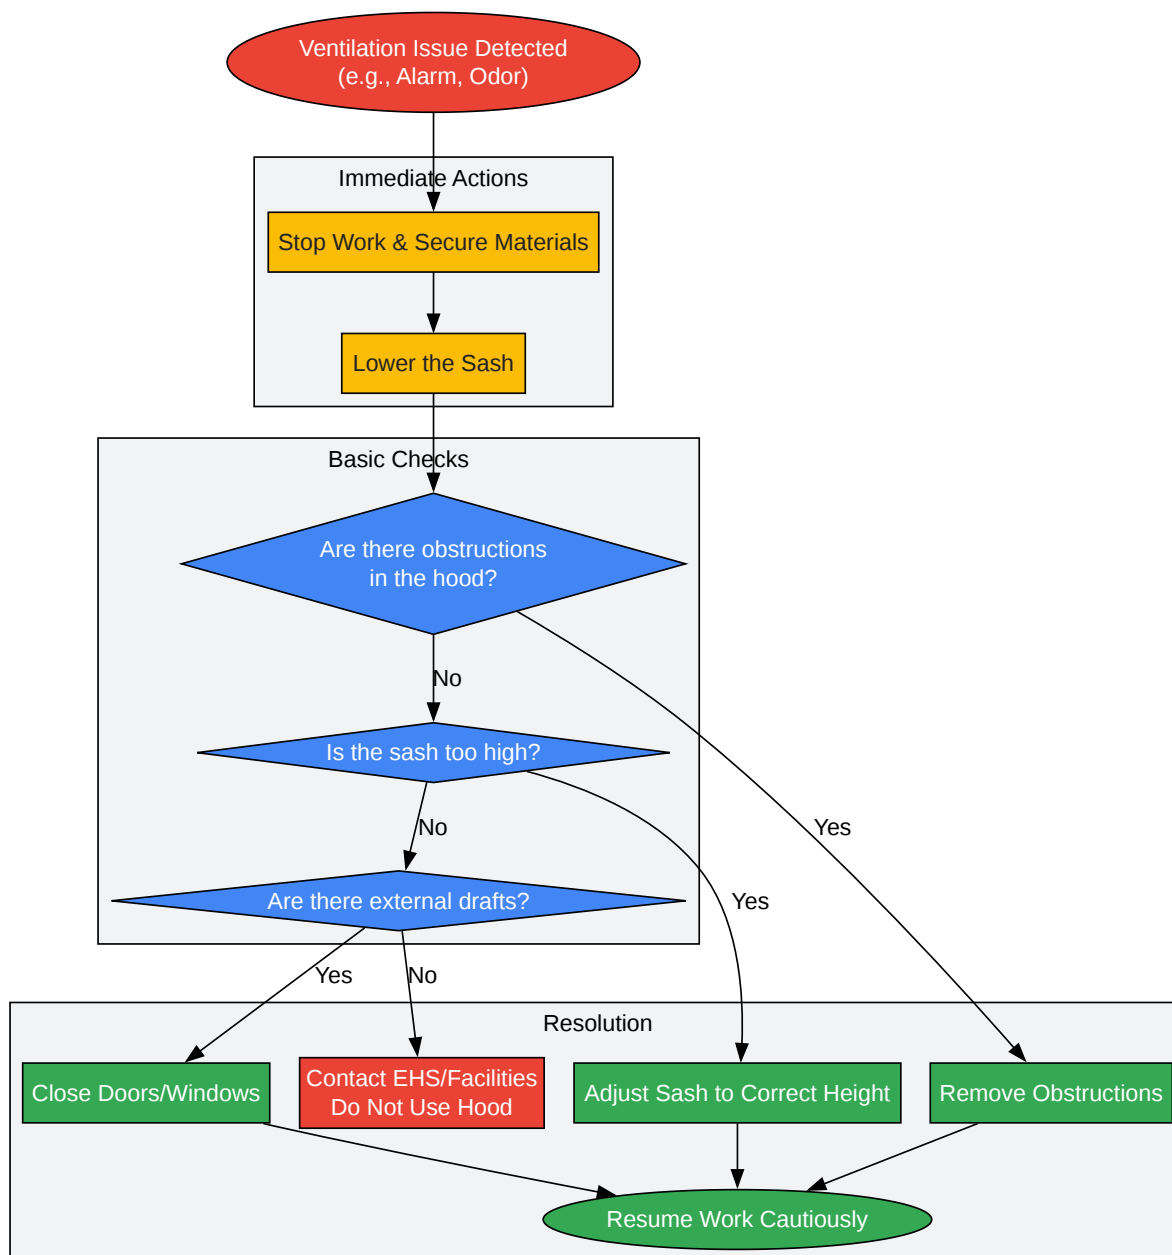 Ventilation Issue Detected
(e.g., Alarm, Odor)
Immediate Actions
Stop Work & Secure Materials
Lower the Sash
Basic Checks
Are there obstructions
in the hood?
No
Is the sash too high?
No
Yes
Are there external drafts?
Yes
Yes
No
Resolution
Close Doors/Windows
Contact EHS/Facilities
Do Not Use Hood
Adjust Sash to Correct Height
Remove Obstructions
Resume Work Cautiously